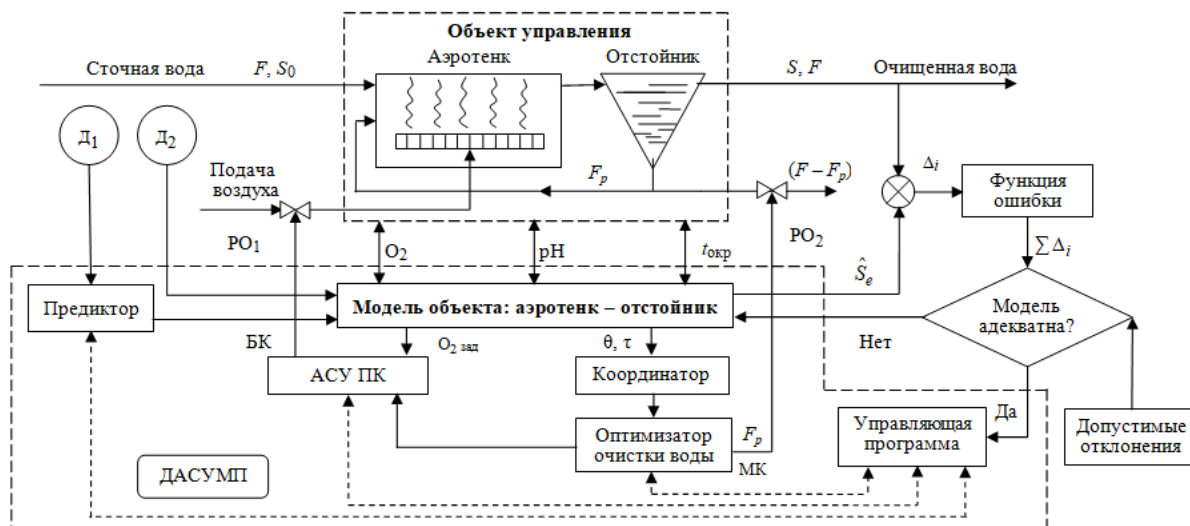 Объект управления
Сточная вода
F, S₀
Аэротенк
Отстойник
S, F
Очищенная вода
Д₁
Д₂
Подача
воздуха
Fₚ
(F – Fₚ)
Δᵢ
Функция
ошибки
РО₁
O₂
pH
tокр
РО₂
Ŝₑ
∑ Δᵢ
Предиктор
Модель объекта: аэротенк – отстойник
Модель
адекватна?
БК
O₂ зад
θ, τ
Нет
АСУ ПК
Координатор
Да
Оптимизатор
очистки воды
Fₚ
МК
Управляющая
программа
Допустимые
отклонения
ДАСУМП